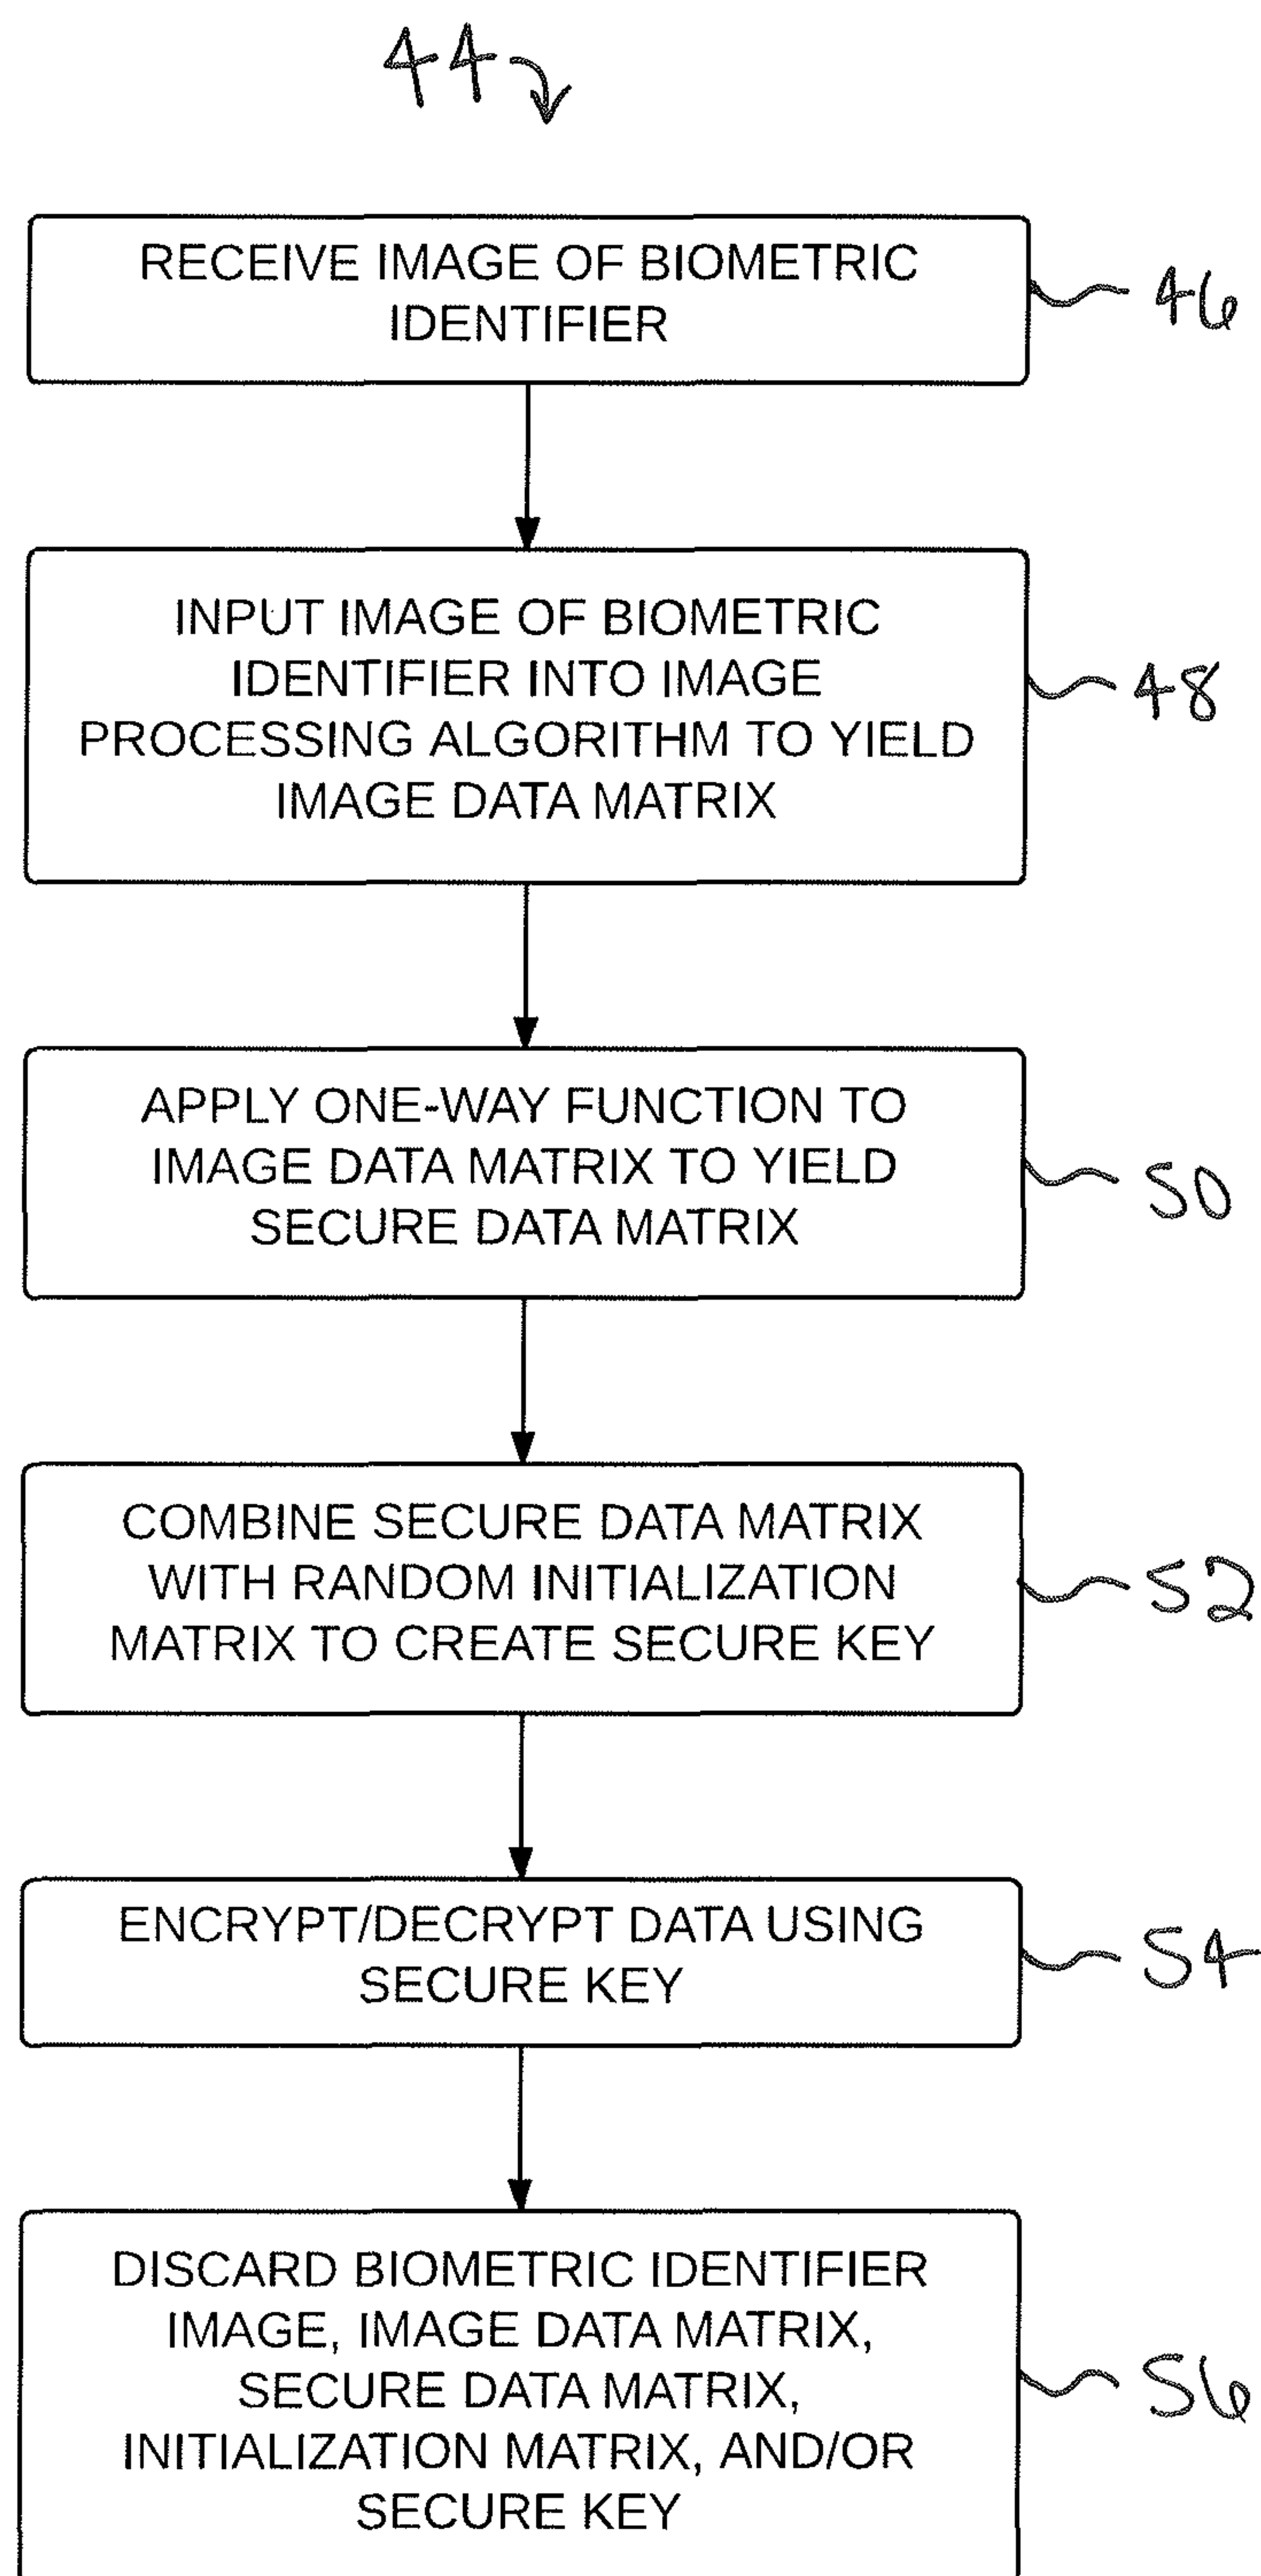 44
RECEIVE IMAGE OF BIOMETRIC
IDENTIFIER
46
INPUT IMAGE OF BIOMETRIC
IDENTIFIER INTO IMAGE
PROCESSING ALGORITHM TO YIELD
IMAGE DATA MATRIX
48
APPLY ONE-WAY FUNCTION TO
IMAGE DATA MATRIX TO YIELD
SECURE DATA MATRIX
50
COMBINE SECURE DATA MATRIX
WITH RANDOM INITIALIZATION
MATRIX TO CREATE SECURE KEY
52
ENCRYPT/DECRYPT DATA USING
SECURE KEY
54
DISCARD BIOMETRIC IDENTIFIER
IMAGE, IMAGE DATA MATRIX,
SECURE DATA MATRIX,
INITIALIZATION MATRIX, AND/OR
SECURE KEY
56